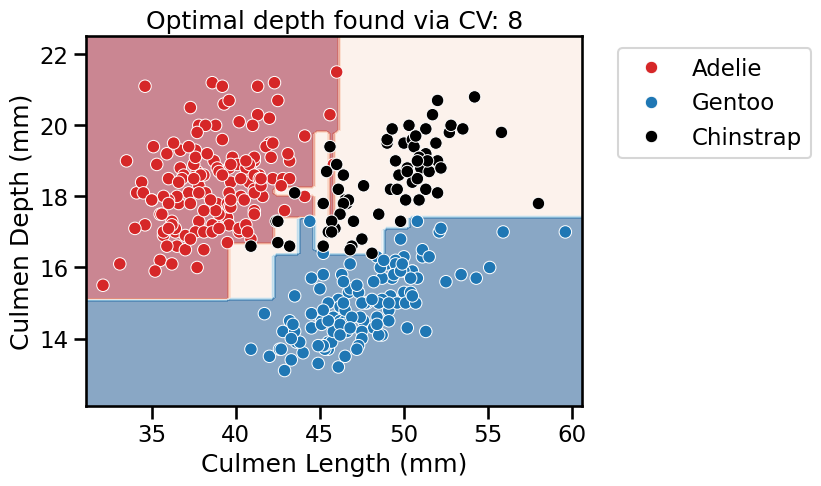 Optimal depth found via CV: 8
Culmen Depth (mm)
22
20
18
16
14
35 40 45 50 55 60
Culmen Length (mm)
Adelie
Gentoo
Chinstrap